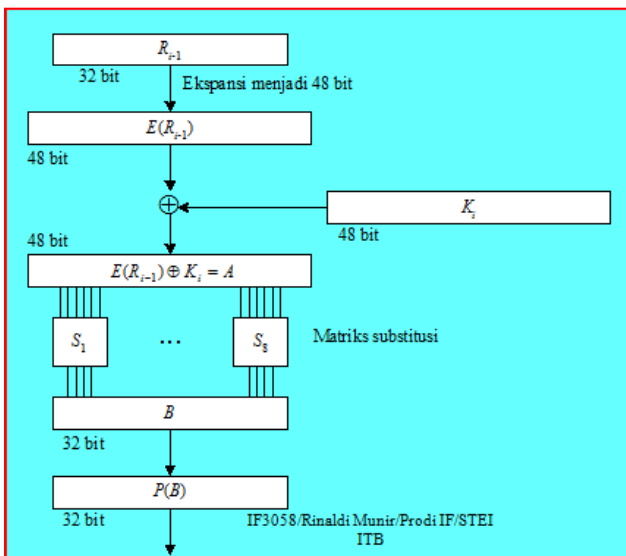 R_{i-1}
32 bit
Ekspansi menjadi 48 bit
E(R_{i-1})
48 bit
⊕
K_i
48 bit
48 bit
E(R_{i-1}) ⊕ K_i = A
S_1 ... S_8
Matriks substitusi
B
32 bit
P(B)
32 bit
IF3058/Rinaldi Munir/Prodi IF/STEI
ITB